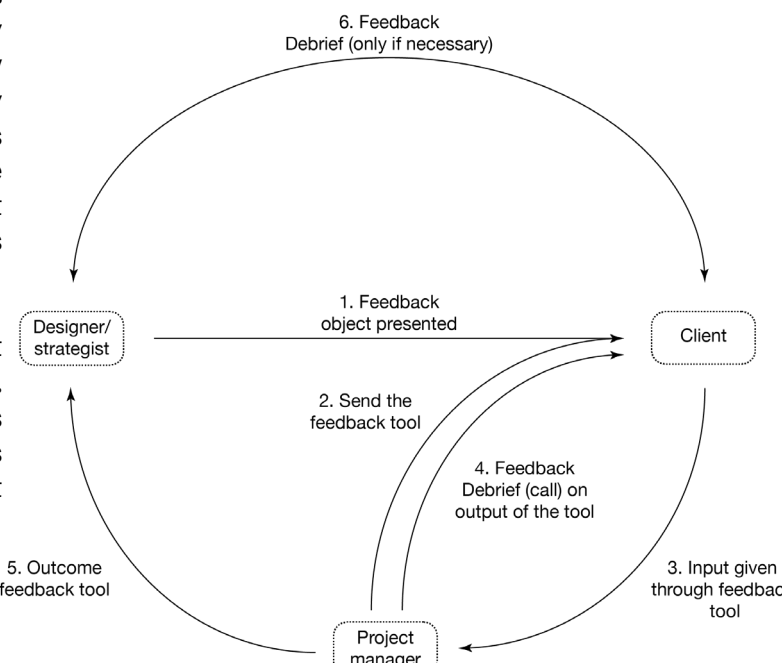 6. Feedback
Debrief (only if necessary)
1. Feedback
object presented
Designer/
strategist
Client
2. Send the
feedback tool
4. Feedback
Debrief (call) on
output of the tool
5. Outcome
feedback tool
3. Input given
through feedback
tool
Project
manager